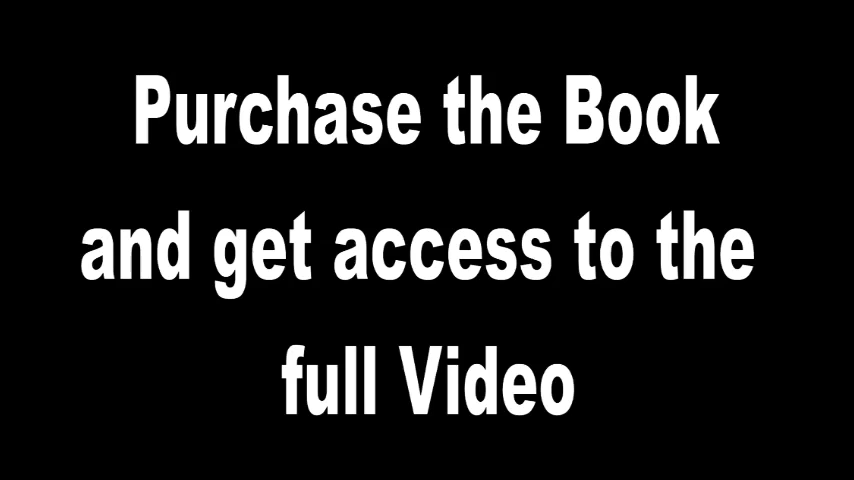 Purchase the Book
and get access to the
full Video